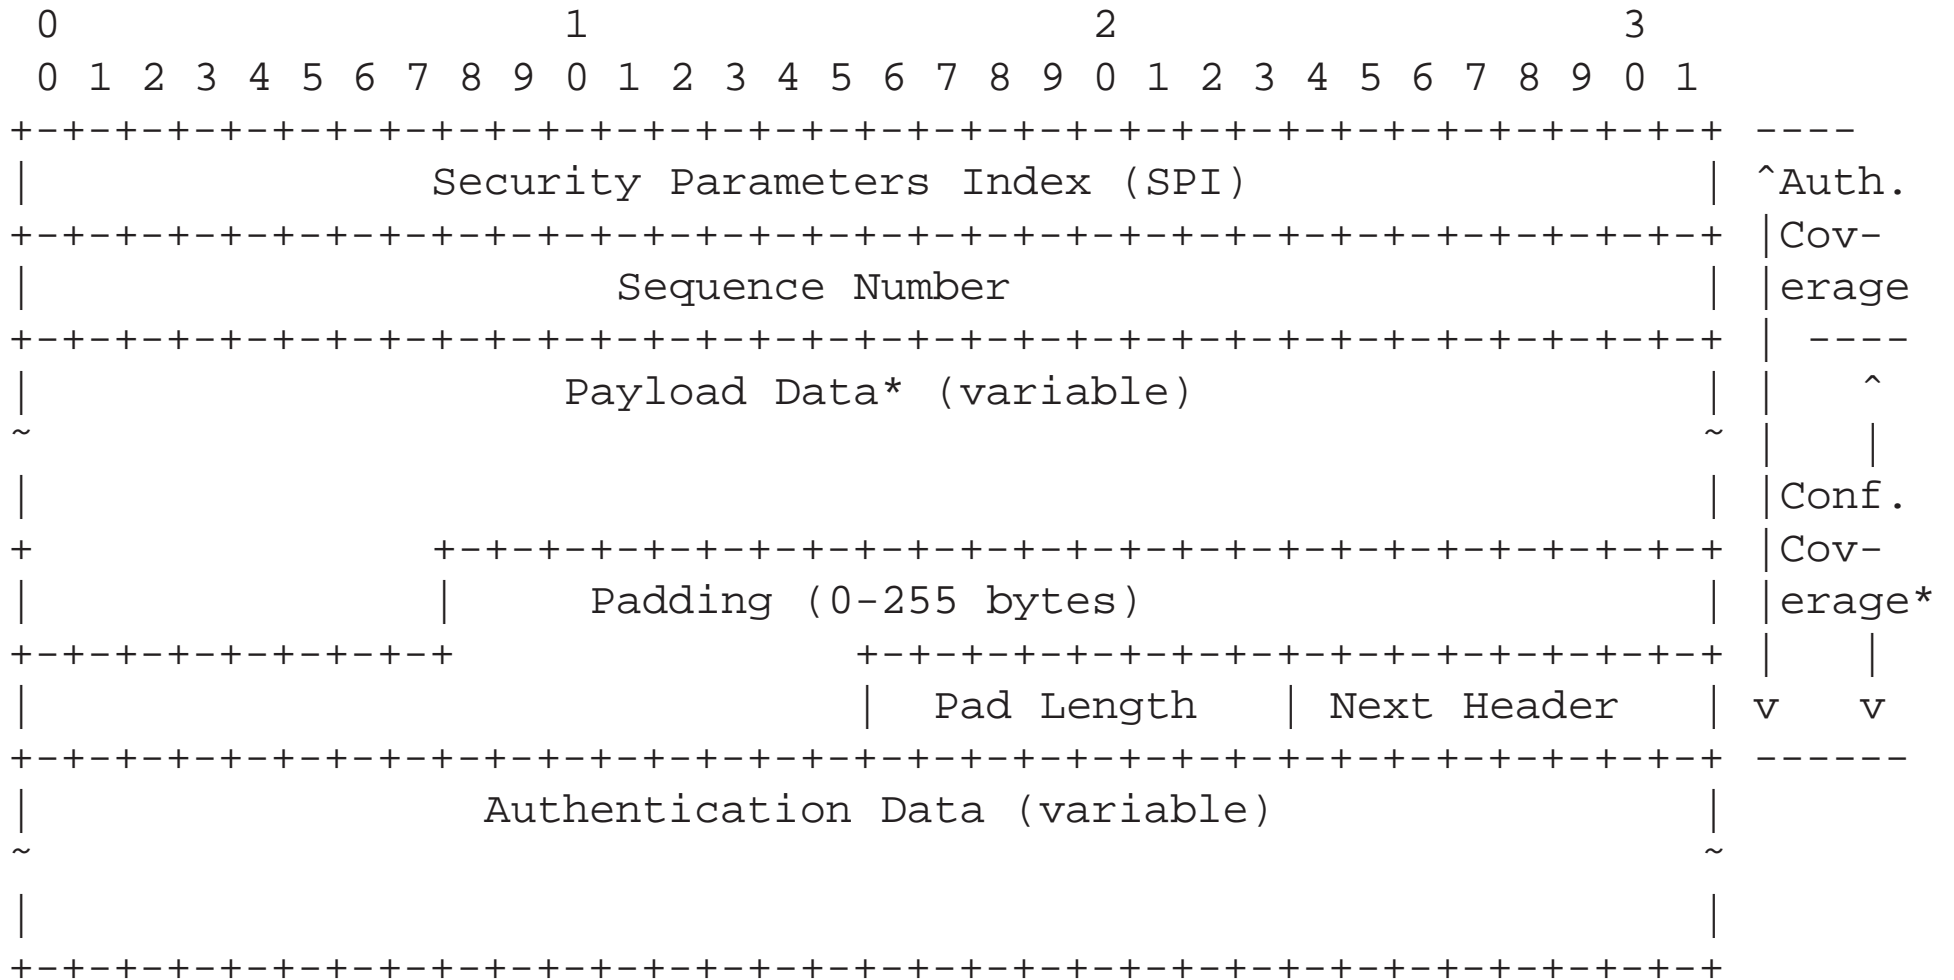 0                   1                   2                   3
 0 1 2 3 4 5 6 7 8 9 0 1 2 3 4 5 6 7 8 9 0 1 2 3 4 5 6 7 8 9 0 1
+-+-+-+-+-+-+-+-+-+-+-+-+-+-+-+-+-+-+-+-+-+-+-+-+-+-+-+-+-+-+-+-+ ----
|               Security Parameters Index (SPI)                 | ^Auth.
+-+-+-+-+-+-+-+-+-+-+-+-+-+-+-+-+-+-+-+-+-+-+-+-+-+-+-+-+-+-+-+-+ |Cov-
|                      Sequence Number                          | |erage
+-+-+-+-+-+-+-+-+-+-+-+-+-+-+-+-+-+-+-+-+-+-+-+-+-+-+-+-+-+-+-+-+ | ----
|                    Payload Data* (variable)                   | |   ^
~                                                               ~ |   |
|                                                               | |Conf.
+               +-+-+-+-+-+-+-+-+-+-+-+-+-+-+-+-+-+-+-+-+-+-+-+-+ |Cov-
|               |     Padding (0-255 bytes)                     | |erage*
+-+-+-+-+-+-+-+-+               +-+-+-+-+-+-+-+-+-+-+-+-+-+-+-+-+ |   |
|                               |  Pad Length   | Next Header   | v   v
+-+-+-+-+-+-+-+-+-+-+-+-+-+-+-+-+-+-+-+-+-+-+-+-+-+-+-+-+-+-+-+-+ ------
|                 Authentication Data (variable)                |
~                                                               ~
|                                                               |
+-+-+-+-+-+-+-+-+-+-+-+-+-+-+-+-+-+-+-+-+-+-+-+-+-+-+-+-+-+-+-+-+